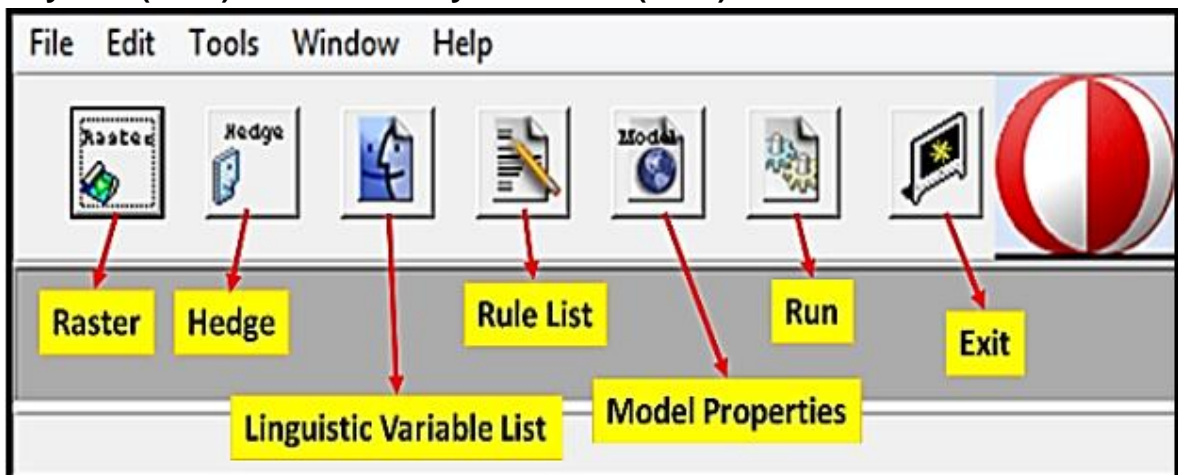 File Edit Tools Window Help
Raster Hedge Model
Raster Hedge Rule List Run Exit
Linguistic Variable List Model Properties